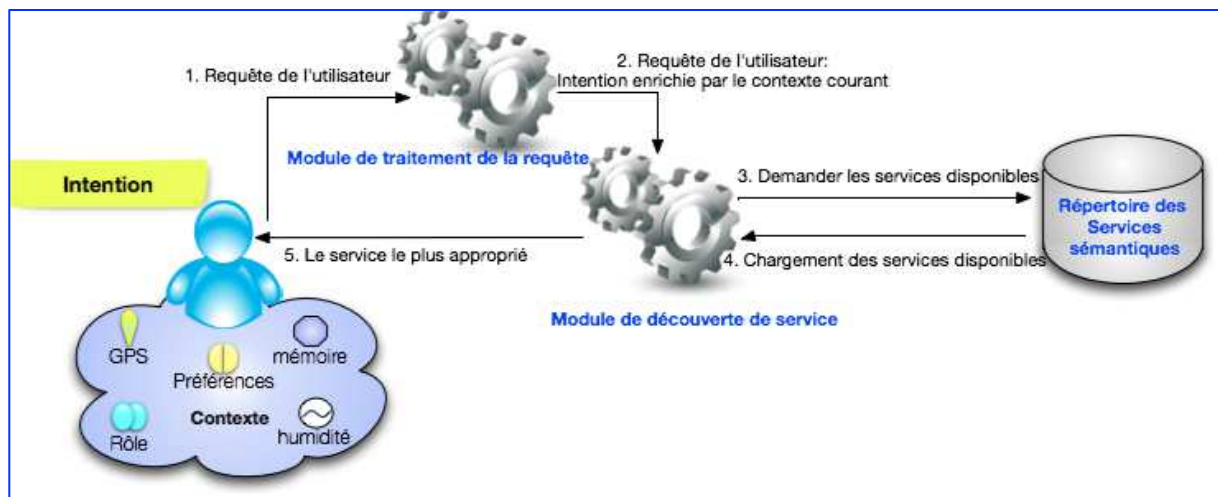 1. Requête de l'utilisateur
2. Requête de l'utilisateur:
Intention enrichie par le contexte courant
Module de traitement de la requête
Intention
3. Demander les services disponibles
Répertoire des
Services
sémantiques
5. Le service le plus approprié
4. Chargement des services disponibles
Module de découverte de service
GPS
mémoire
Préférences
Contexte
Rôle
humidité